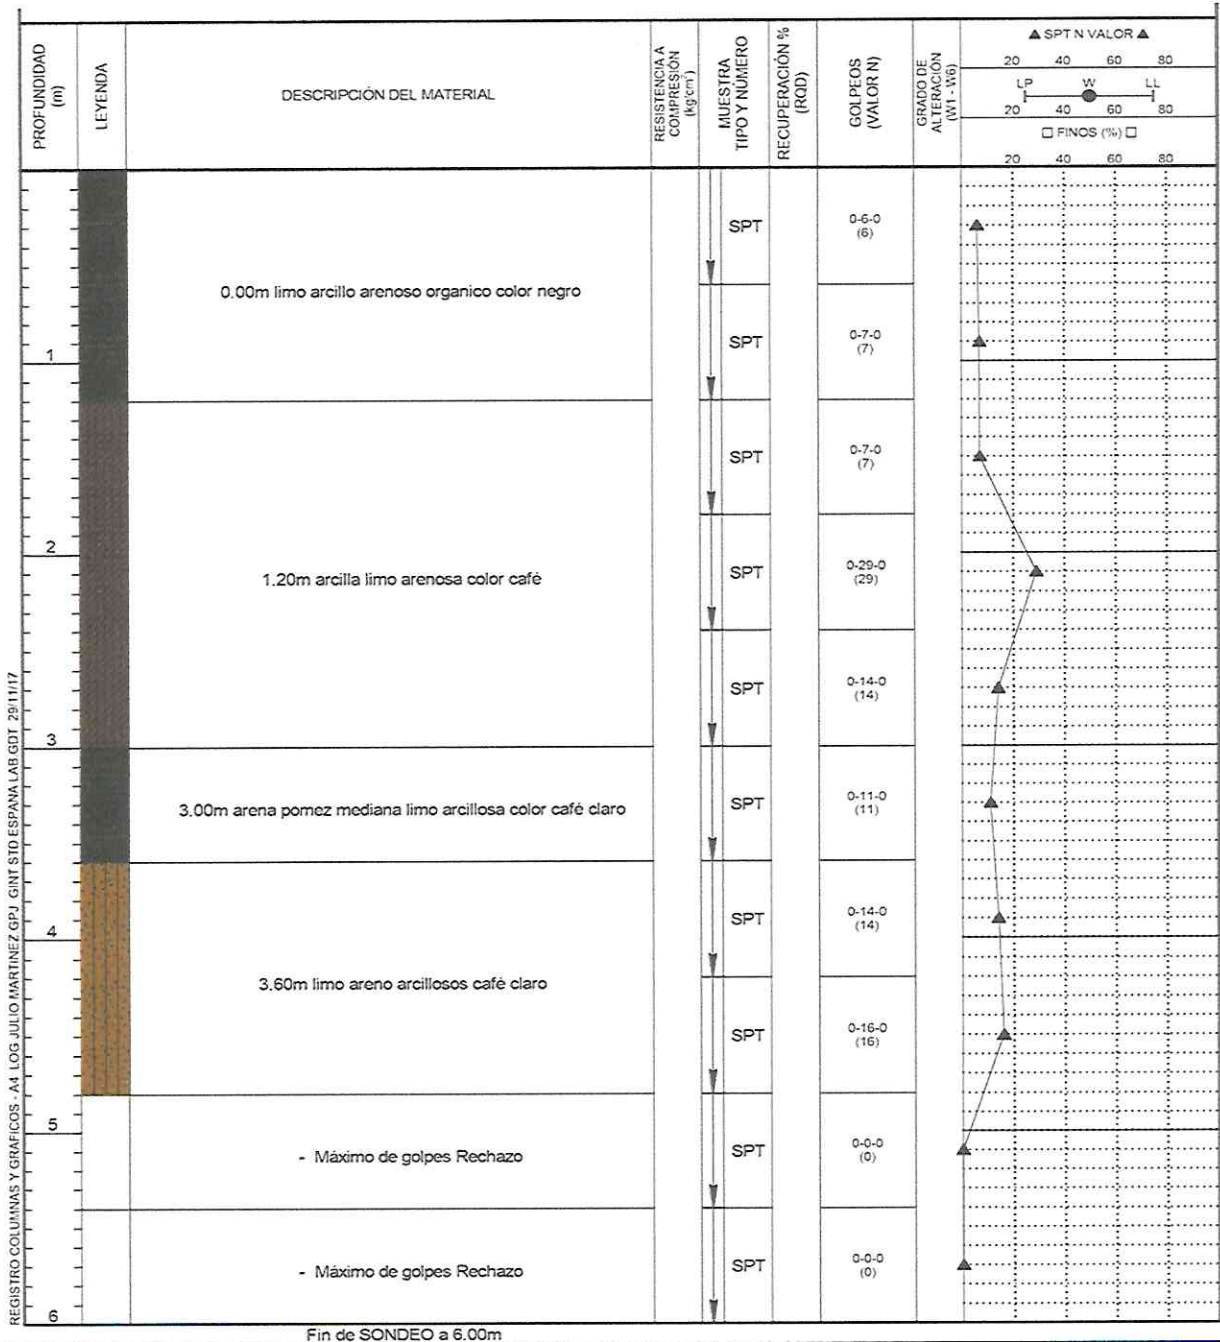 PROFUNDIDAD
(m)
LEYENDA
DESCRIPCIÓN DEL MATERIAL
RESISTENCIA A
COMPRESIÓN
(kg/cm²)
MUESTRA
TIPO Y NÚMERO
RECUPERACIÓN %
(RQD)
GOLPEOS
(VALOR N)
GRADO DE
ALTERACIÓN
(W1 - W6)
▲ SPT N VALOR ▲
20 40 60 80
LP W LL
20 40 60 80
☐ FINOS (%) ☐
20 40 60 80
SPT
0-6-0
(6)
0.00m limo arcillo arenoso organico color negro
SPT
0-7-0
(7)
1
SPT
0-7-0
(7)
2
1.20m arcilla limo arenosa color café
SPT
0-29-0
(29)
SPT
0-14-0
(14)
3
3.00m arena pomez mediana limo arcillosa color café claro
SPT
0-11-0
(11)
SPT
0-14-0
(14)
4
3.60m limo areno arcillosos café claro
SPT
0-16-0
(16)
5
- Máximo de golpes Rechazo
SPT
0-0-0
(0)
- Máximo de golpes Rechazo
SPT
0-0-0
(0)
6
Fin de SONDEO a 6.00m
REGISTRO COLUMNAS Y GRAFICOS - A4 LOG JULIO MARTINEZ.GPJ GINT STD ESPANA LAB.GDT 29/11/17